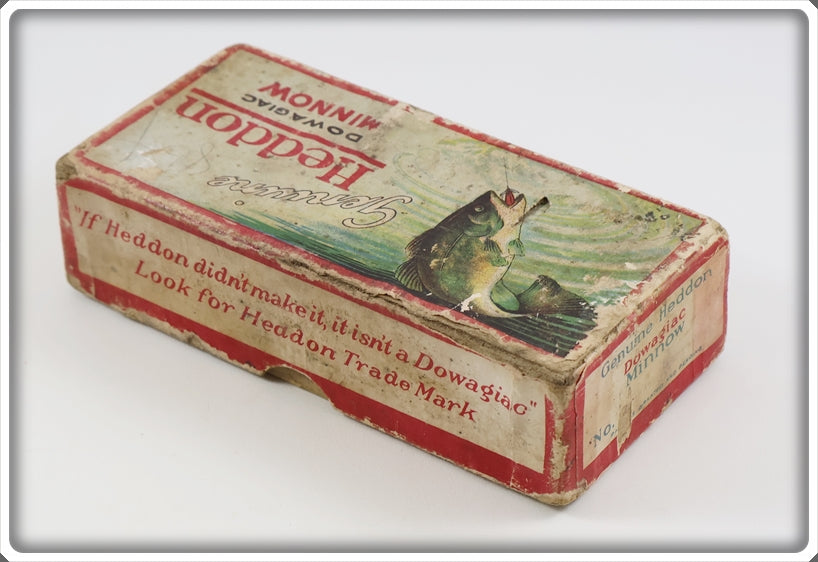 Genuine
Heddon
DOWAGIAC
MINNOW
"If Heddon didn't make it, it isn't a Dowagiac"
Look for Heddon Trade Mark
Genuine Heddon
Dowagiac
Minnow
No.